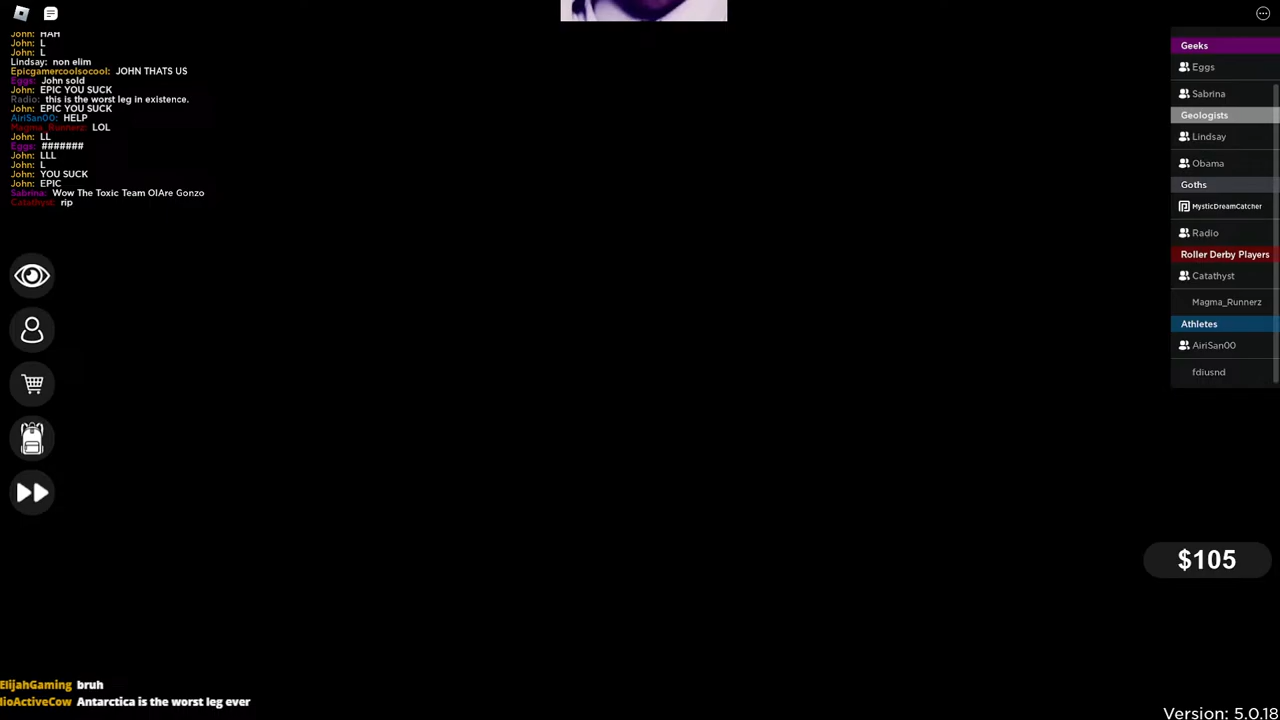 John: HAH
John: L
John: L
Lindsay: non elim
Epicgamercoolsocool: JOHN THATS US
Eggs: John sold
John: EPIC YOU SUCK
Radio: this is the worst leg in existence.
John: EPIC YOU SUCK
AiriSan00: HELP
Magma_Runnerz: LOL
John: LL
Eggs: #######
John: LLL
John: L
John: YOU SUCK
John: EPIC
Sabrina: Wow The Toxic Team OlAre Gonzo
Catathyst: rip
Geeks
Eggs
Sabrina
Geologists
Lindsay
Obama
Goths
MysticDreamCatcher
Radio
Roller Derby Players
Catathyst
Magma_Runnerz
Athletes
AiriSan00
fdiusnd
$105
ElijahGaming bruh
ioActiveCow Antarctica is the worst leg ever
Version: 5.0.18